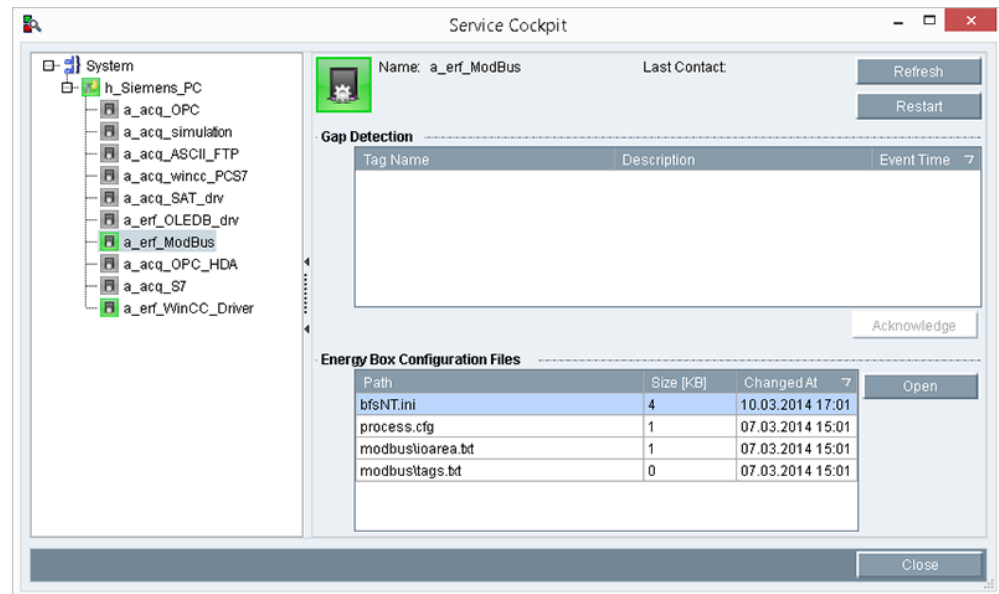 Service Cockpit
System
h_Siemens_PC
a_acq_OPC
a_acq_simulation
a_acq_ASCII_FTP
a_acq_wincc_PCS7
a_acq_SAT_drv
a_erf_OLEDB_drv
a_erf_ModBus
a_acq_OPC_HDA
a_acq_S7
a_erf_WinCC_Driver
Name: a_erf_ModBus Last Contact:
Refresh
Restart
Gap Detection
Tag Name Description Event Time
Acknowledge
Energy Box Configuration Files
Path Size [KB] Changed At
Open
bfsNT.ini 4 10.03.2014 17:01
process.cfg 1 07.03.2014 15:01
modbus\ioarea.txt 1 07.03.2014 15:01
modbus\tags.txt 0 07.03.2014 15:01
Close